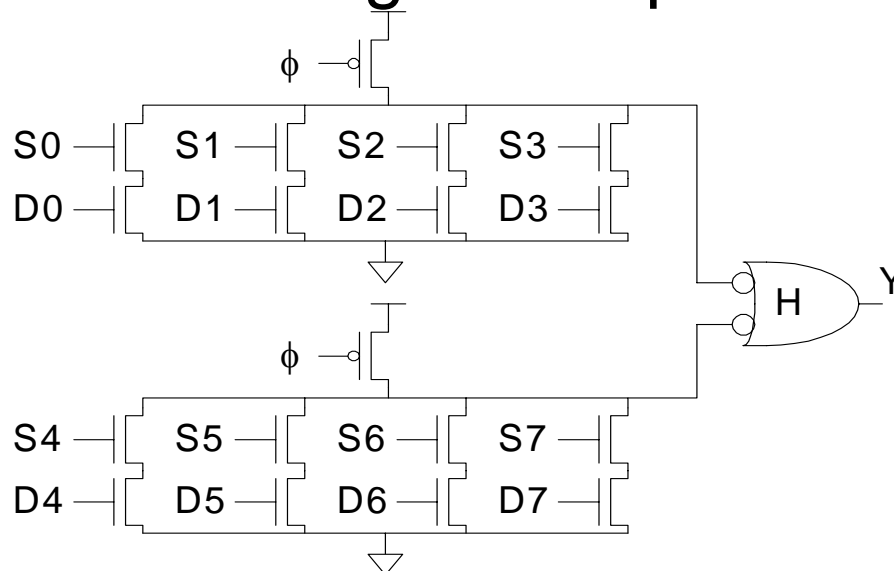 ϕ
S0 S1 S2 S3
D0 D1 D2 D3
H
Y
ϕ
S4 S5 S6 S7
D4 D5 D6 D7